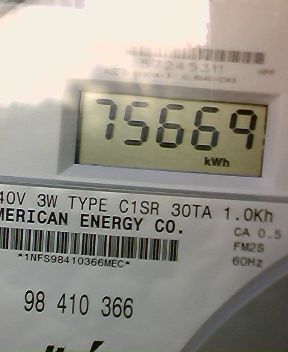 57245311
75669
kWh
40V 3W TYPE C1SR 30TA 1.0Kh
MERICAN ENERGY CO.
CA 0.5
*1NFS98410366MEC*
FM2S
60Hz
98 410 366